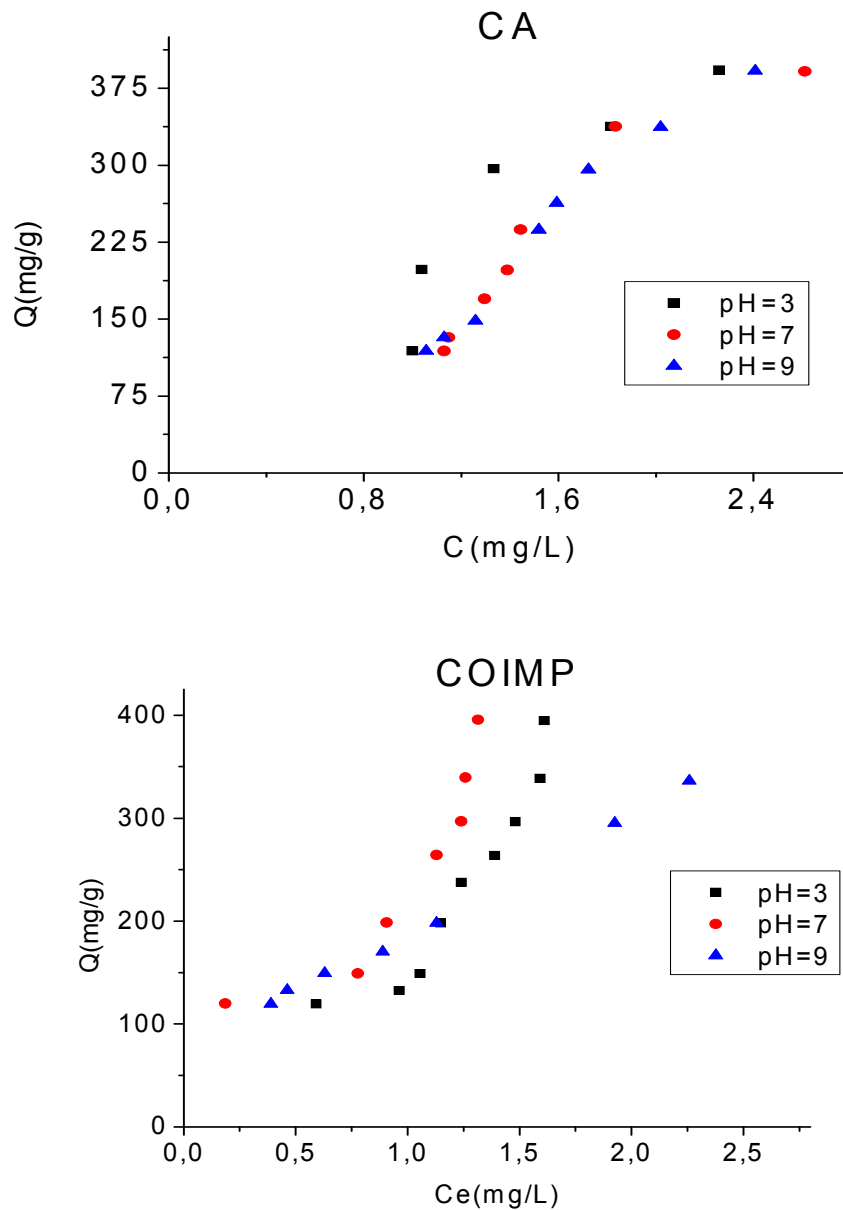 CA
Q(mg/g)
375
300
225
150
75
0
0,0 0,8 1,6 2,4
C(mg/L)
pH=3
pH=7
pH=9
COIMP
Q(mg/g)
400
300
200
100
0
0,0 0,5 1,0 1,5 2,0 2,5
Ce(mg/L)
pH=3
pH=7
pH=9